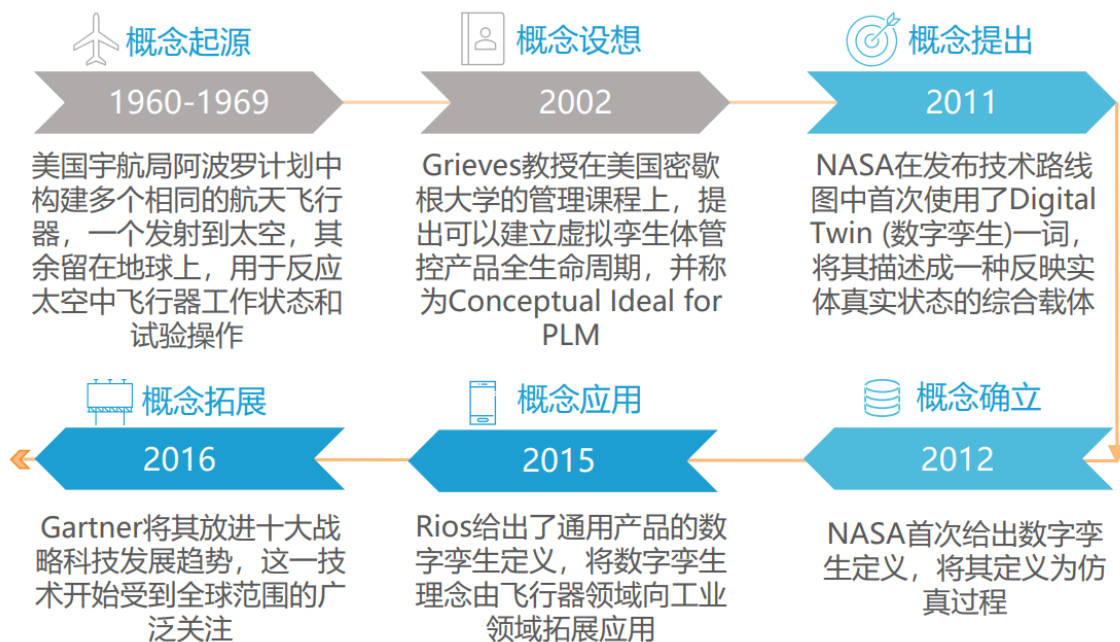 概念起源
1960-1969
美国宇航局阿波罗计划中
构建多个相同的航天飞行
器，一个发射到太空，其
余留在地球上，用于反应
太空中飞行器工作状态和
试验操作
概念设想
2002
Grieves教授在美国密歇
根大学的管理课程上，提
出可以建立虚拟孪生体管
控产品全生命周期，并称
为Conceptual Ideal for
PLM
概念提出
2011
NASA在发布技术路线
图中首次使用了Digital
Twin (数字孪生)一词，
将其描述成一种反映实
体真实状态的综合载体
概念确立
2012
NASA首次给出数字孪
生定义，将其定义为仿
真过程
概念应用
2015
Rios给出了通用产品的数
字孪生定义，将数字孪生
理念由飞行器领域向工业
领域拓展应用
概念拓展
2016
Gartner将其放进十大战
略科技发展趋势，这一技
术开始受到全球范围的广
泛关注